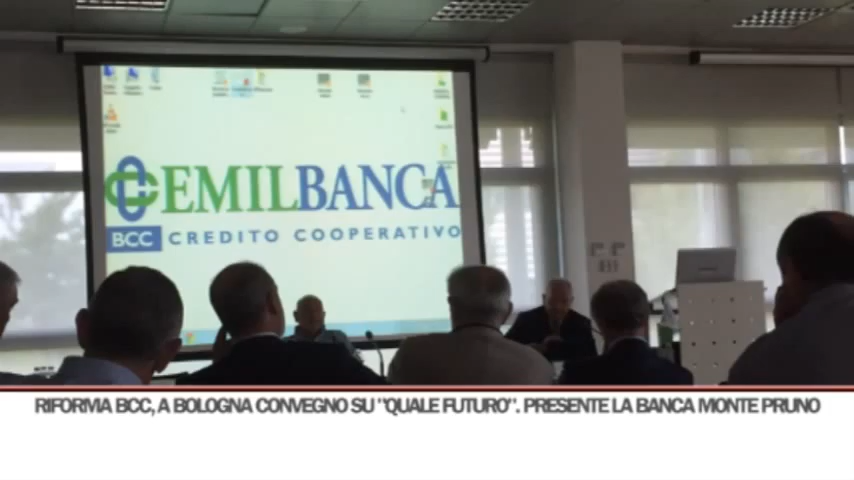 EMILBANCA
BCC CREDITO COOPERATIVO
RIFORMA BCC, A BOLOGNA CONVEGNO SU "QUALE FUTURO". PRESENTE LA BANCA MONTE PRUNO